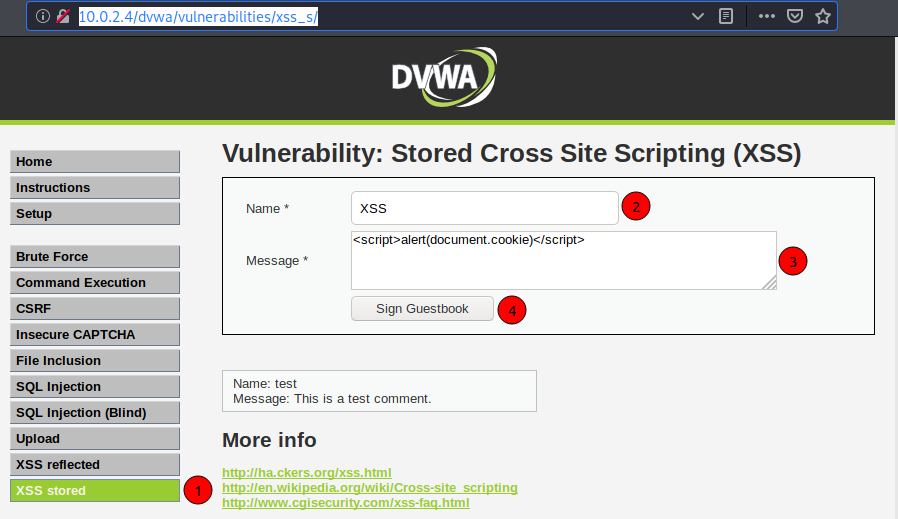 10.0.2.4/dvwa/vulnerabilities/xss_s/
DVWA
Home
Instructions
Setup
Brute Force
Command Execution
CSRF
Insecure CAPTCHA
File Inclusion
SQL Injection
SQL Injection (Blind)
Upload
XSS reflected
XSS stored 1
Vulnerability: Stored Cross Site Scripting (XSS)
Name * XSS 2
Message * <script>alert(document.cookie)</script> 3
Sign Guestbook 4
Name: test
Message: This is a test comment.
More info
http://ha.ckers.org/xss.html
http://en.wikipedia.org/wiki/Cross-site_scripting
http://www.cgisecurity.com/xss-faq.html